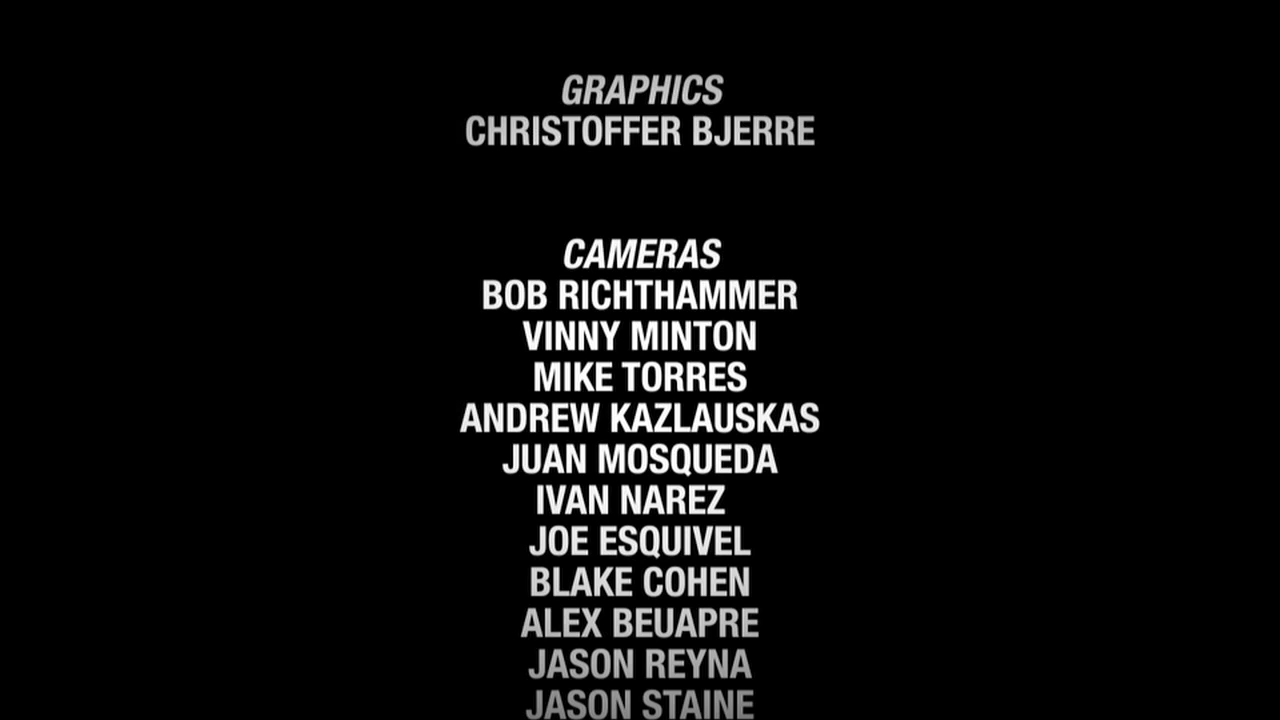 GRAPHICS
CHRISTOFFER BJERRE
CAMERAS
BOB RICHTHAMMER
VINNY MINTON
MIKE TORRES
ANDREW KAZLAUSKAS
JUAN MOSQUEDA
IVAN NAREZ
JOE ESQUIVEL
BLAKE COHEN
ALEX BEUAPRE
JASON REYNA
JASON STAINE